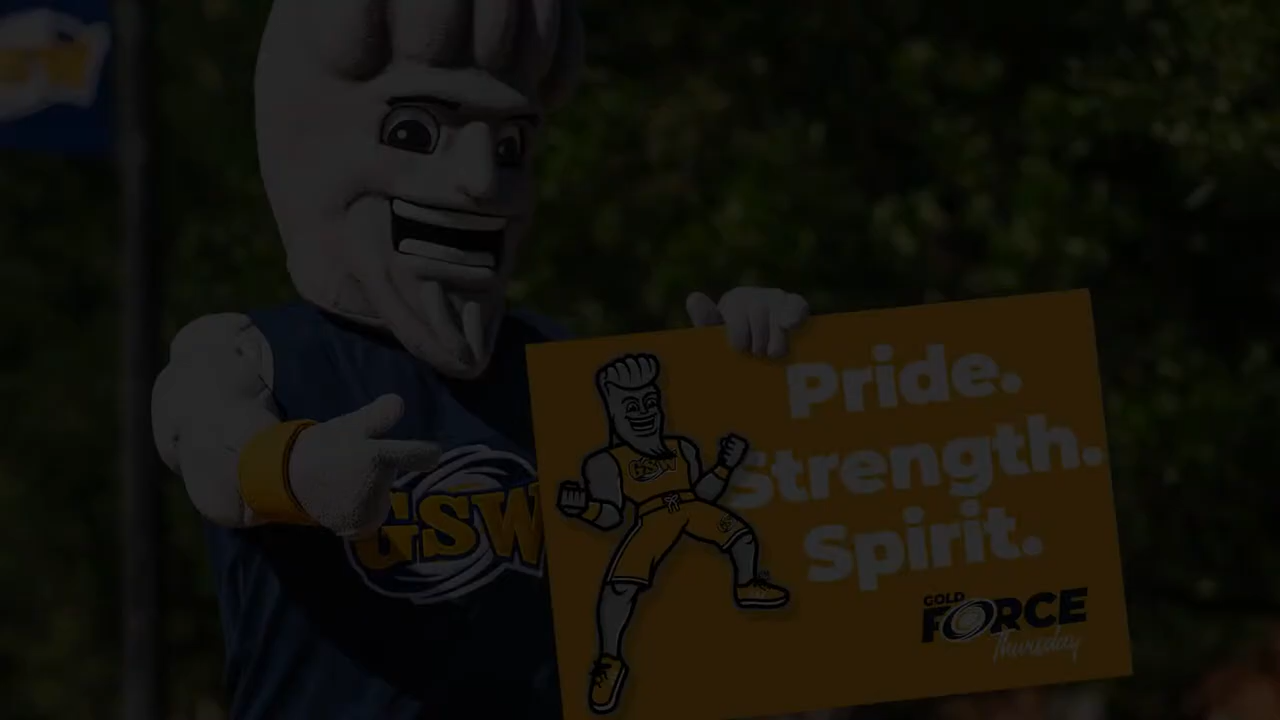 GSW
GSW
Pride.
Strength.
Spirit.
GOLD
FORCE
Thursday